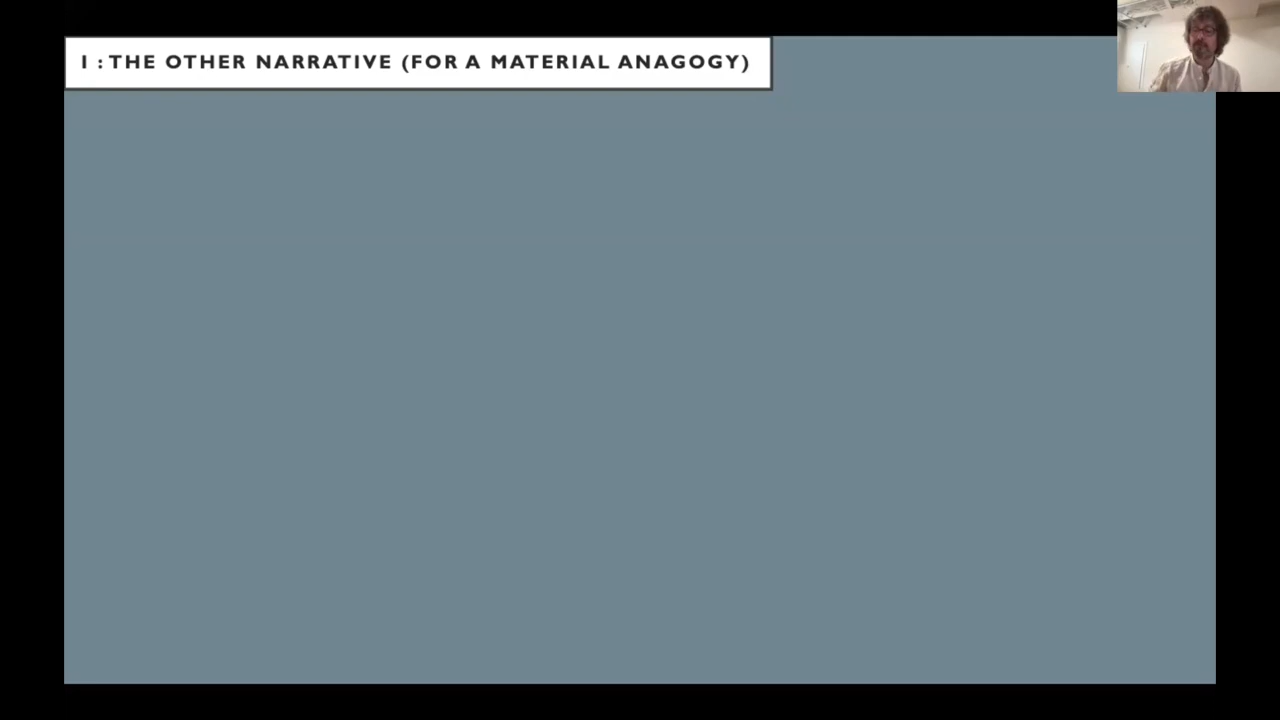 I : THE OTHER NARRATIVE (FOR A MATERIAL ANAGOGY)